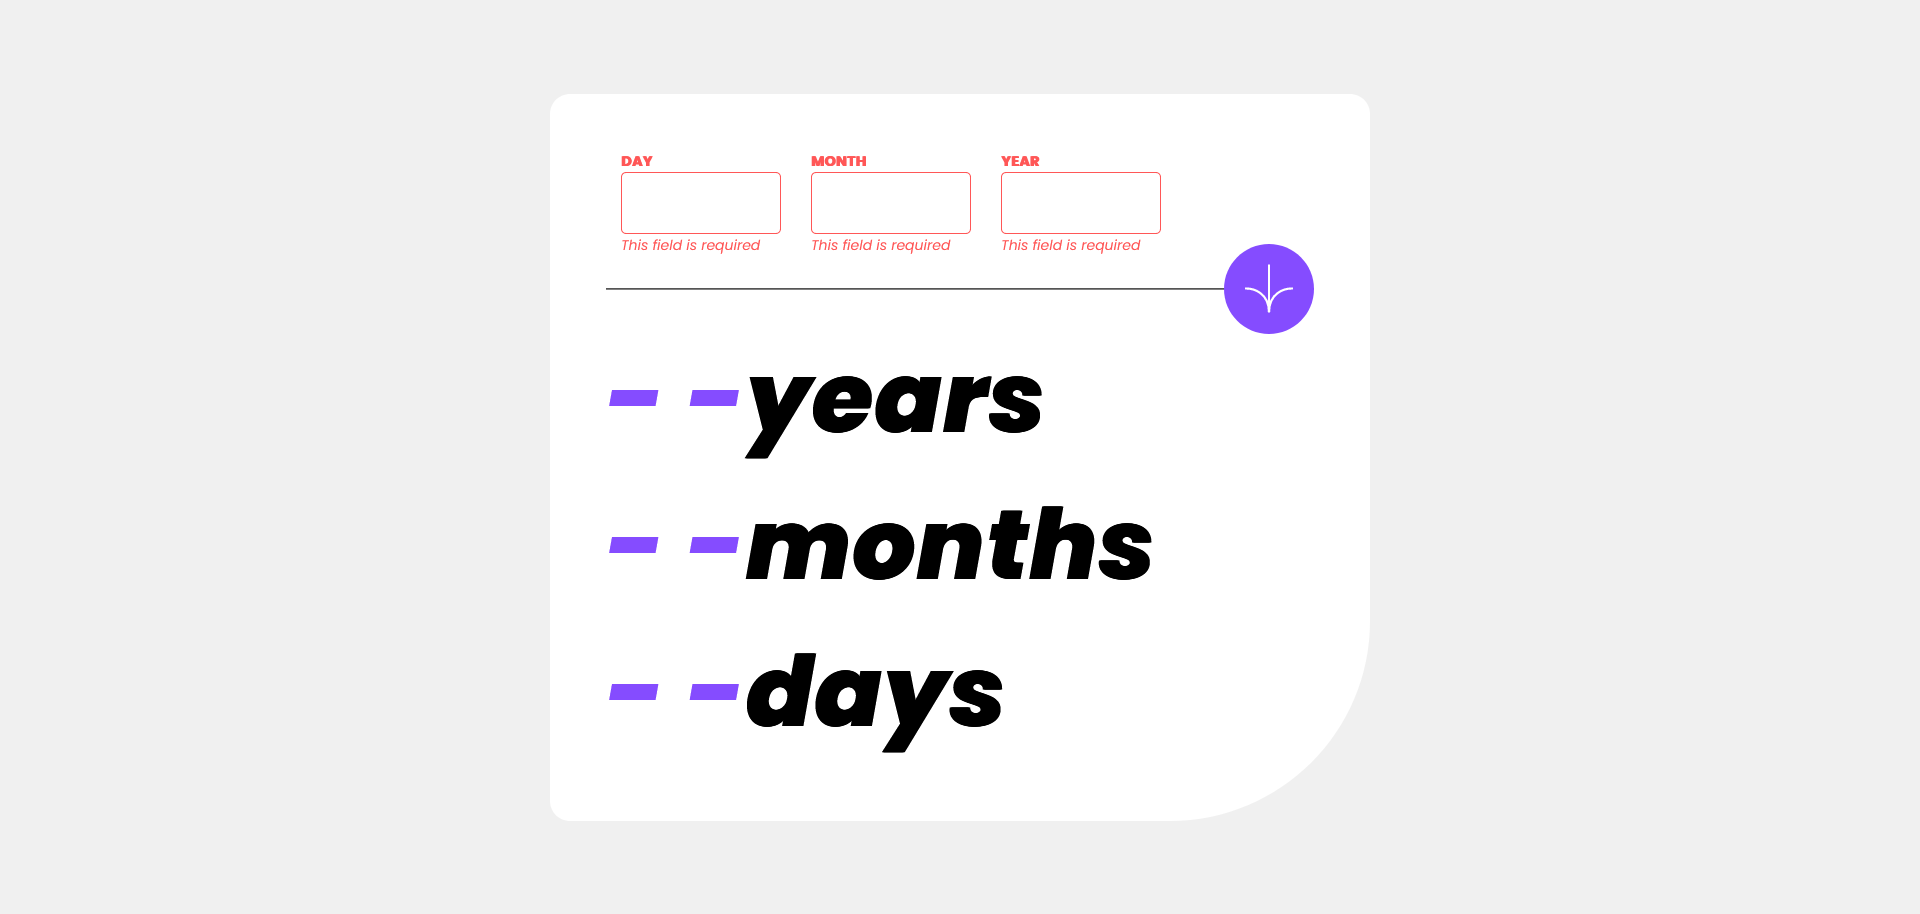 DAY MONTH YEAR
This field is required This field is required This field is required
- - years
- - months
- - days